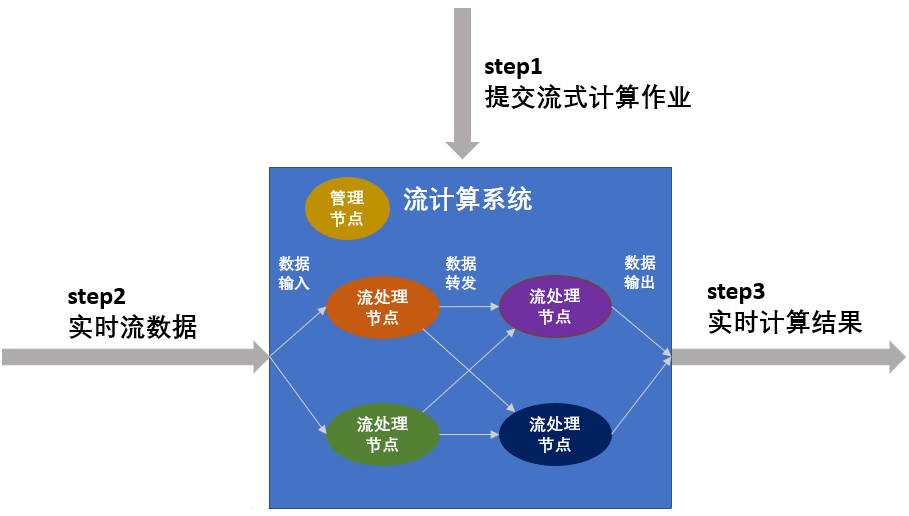 step1
提交流式计算作业
管理
节点
流计算系统
数据
输入
数据
转发
数据
输出
step2
实时流数据
流处理
节点
流处理
节点
step3
实时计算结果
流处理
节点
流处理
节点